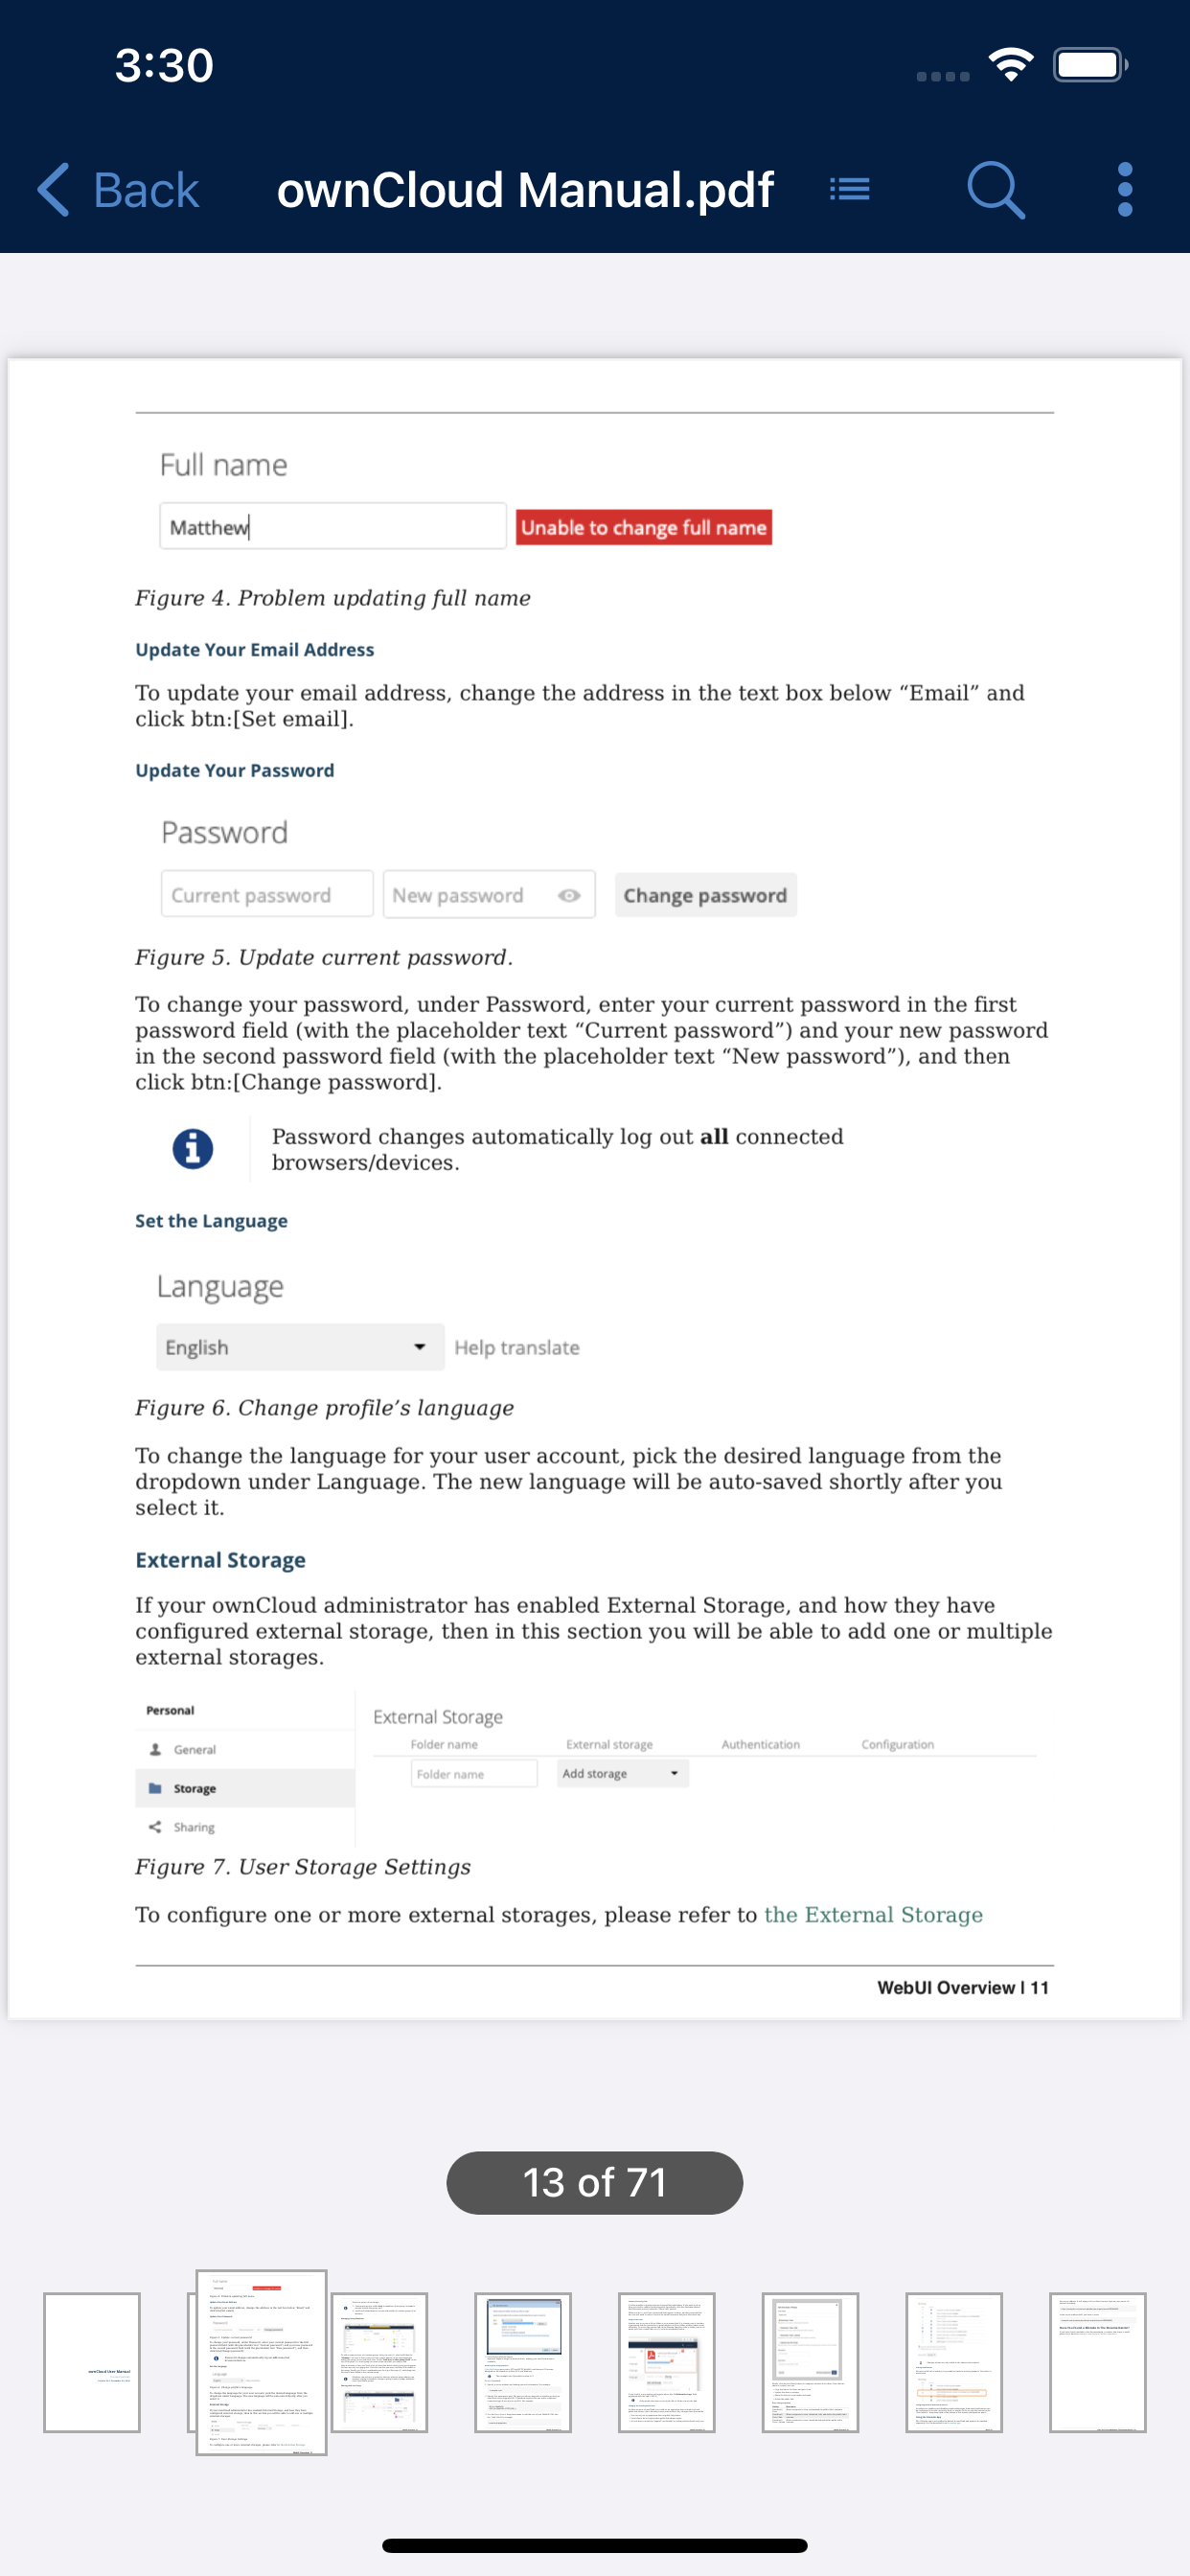 3:30
Back
ownCloud Manual.pdf
Full name
Matthew
Unable to change full name
Figure 4. Problem updating full name
Update Your Email Address
To update your email address, change the address in the text box below “Email” and
click btn:[Set email].
Update Your Password
Password
Current password
New password
Change password
Figure 5. Update current password.
To change your password, under Password, enter your current password in the first
password field (with the placeholder text “Current password”) and your new password
in the second password field (with the placeholder text “New password”), and then
click btn:[Change password].
Password changes automatically log out all connected
browsers/devices.
Set the Language
Language
English
Help translate
Figure 6. Change profile’s language
To change the language for your user account, pick the desired language from the
dropdown under Language. The new language will be auto-saved shortly after you
select it.
External Storage
If your ownCloud administrator has enabled External Storage, and how they have
configured external storage, then in this section you will be able to add one or multiple
external storages.
Personal
General
Storage
Sharing
External Storage
Folder name
External storage
Authentication
Configuration
Folder name
Add storage
Figure 7. User Storage Settings
To configure one or more external storages, please refer to the External Storage
WebUI Overview | 11
13 of 71
ownCloud User Manual